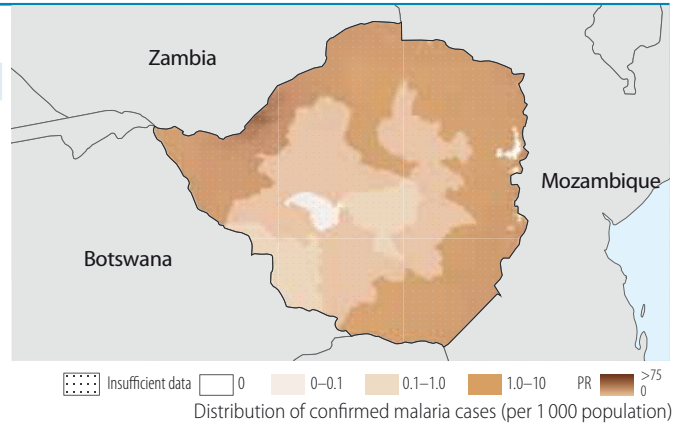 Zambia
Mozambique
Botswana
Insufficient data 0 0–0.1 0.1–1.0 1.0–10 PR >75
0
Distribution of confirmed malaria cases (per 1 000 population)